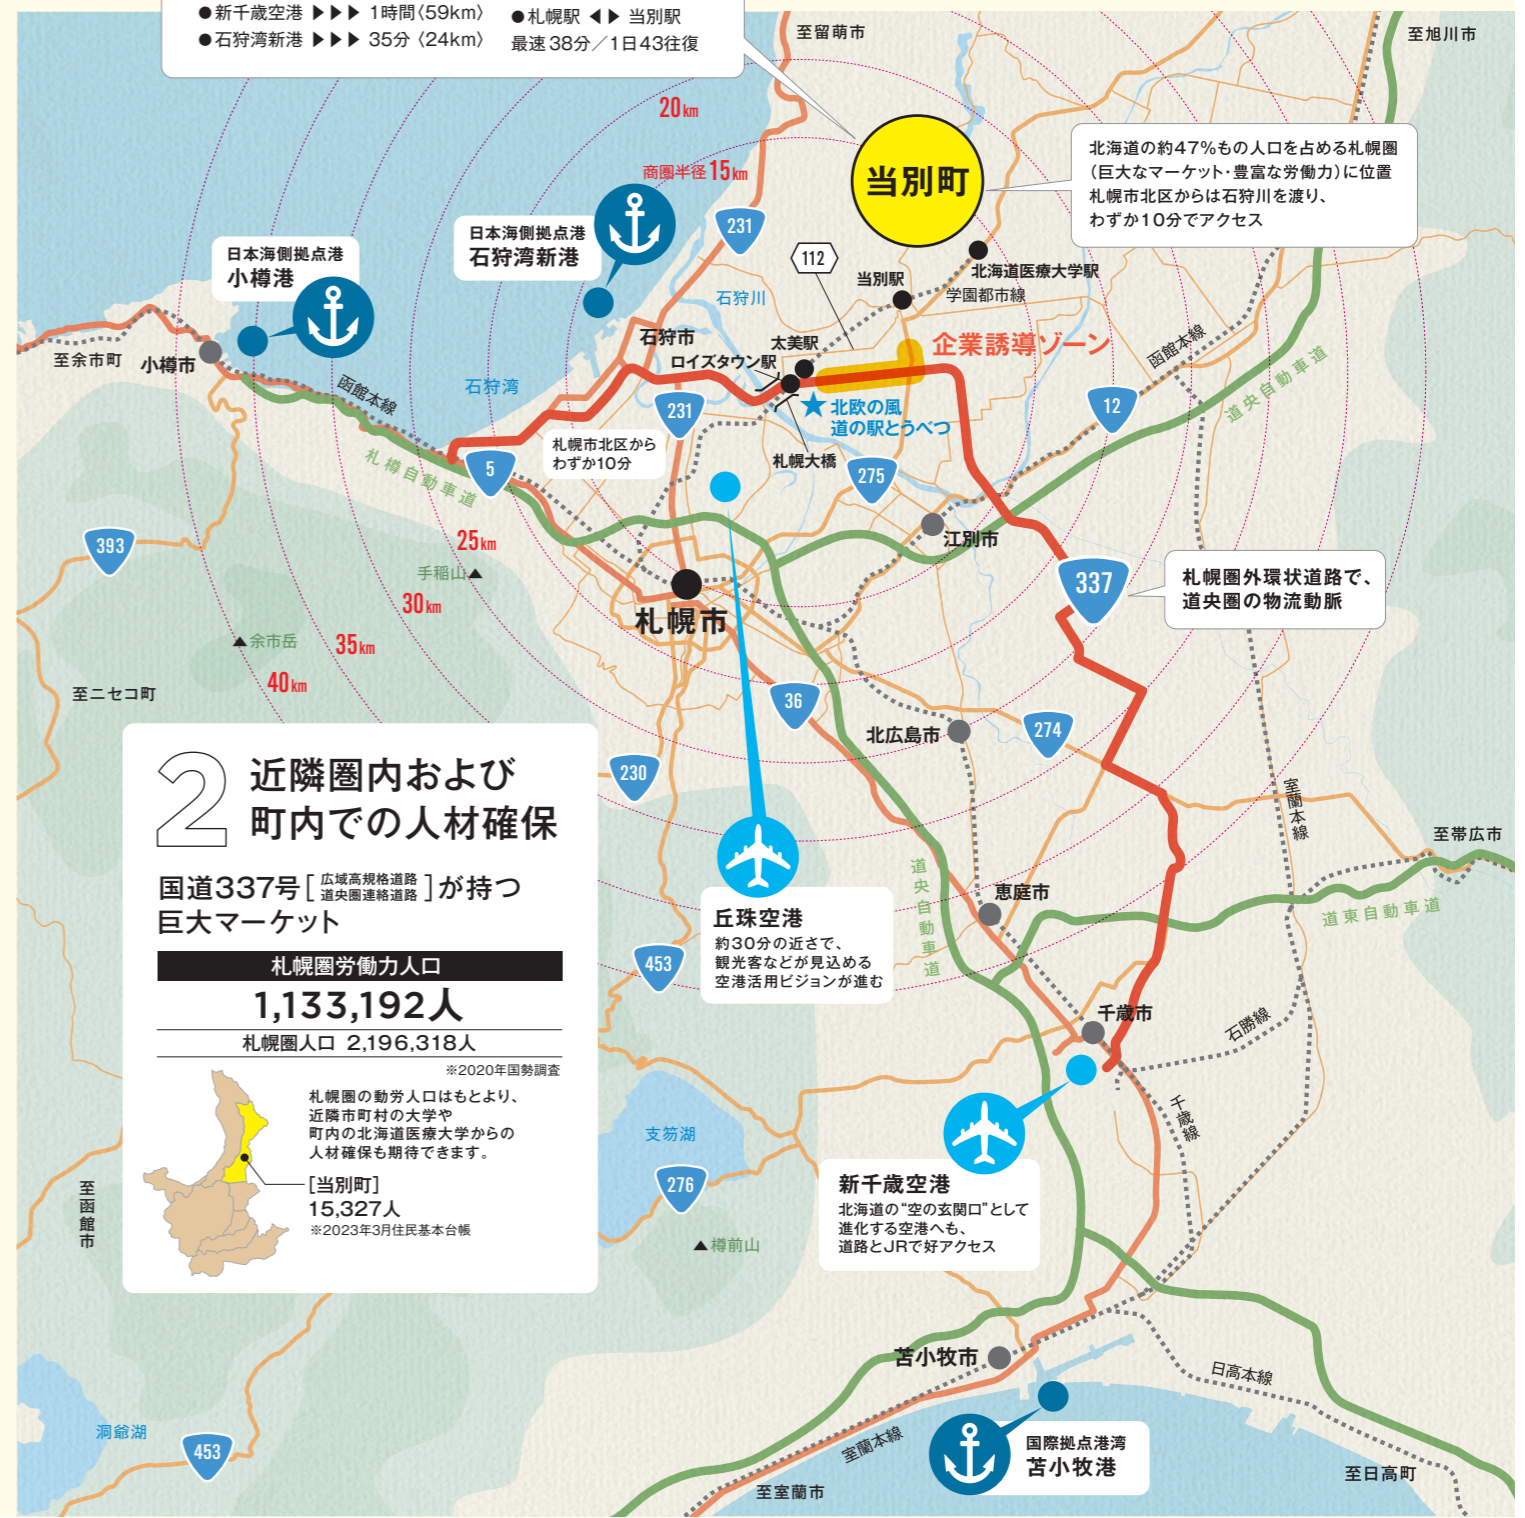 ●新千歳空港 ▶▶▶ 1時間〈59km〉
●石狩湾新港 ▶▶▶ 35分〈24km〉
●札幌駅 ◀▶ 当別駅
最速38分／1日43往復
至留萌市
至旭川市
20km
商圏半径15km
当別町
北海道の約47%もの人口を占める札幌圏
（巨大なマーケット・豊富な労働力）に位置
札幌市北区からは石狩川を渡り、
わずか10分でアクセス
日本海側拠点港
石狩湾新港
日本海側拠点港
小樽港
231
112
石狩川
当別駅
北海道医療大学駅
学園都市線
石狩市
太美駅
ロイズタウン駅
企業誘導ゾーン
函館本線
道央自動車道
至余市町
小樽市
函館本線
石狩湾
231
北欧の風
道の駅とうべつ
12
札幌市北区から
わずか10分
札幌大橋
275
5
札樽自動車道
393
25km
手稲山
30km
余市岳
35km
40km
至ニセコ町
江別市
337
札幌圏外環状道路で、
道央圏の物流動脈
札幌市
36
北広島市
274
230
室蘭本線
至帯広市
道東自動車道
2
近隣圏内および
町内での人材確保
国道337号[広域高規格道路 道央圏連絡道路]が持つ
巨大マーケット
札幌圏労働力人口
1,133,192人
札幌圏人口 2,196,318人
※2020年国勢調査
札幌圏の動労人口はもとより、
近隣市町村の大学や
町内の北海道医療大学からの
人材確保も期待できます。
[当別町]
15,327人
※2023年3月住民基本台帳
丘珠空港
約30分の近さで、
観光客などが見込める
空港活用ビジョンが進む
道央自動車道
恵庭市
453
千歳市
石勝線
千歳線
支笏湖
276
樽前山
新千歳空港
北海道の“空の玄関口”として
進化する空港へも、
道路とJRで好アクセス
至函館市
洞爺湖
453
苫小牧市
日高本線
室蘭本線
国際拠点港湾
苫小牧港
至室蘭市
至日高町